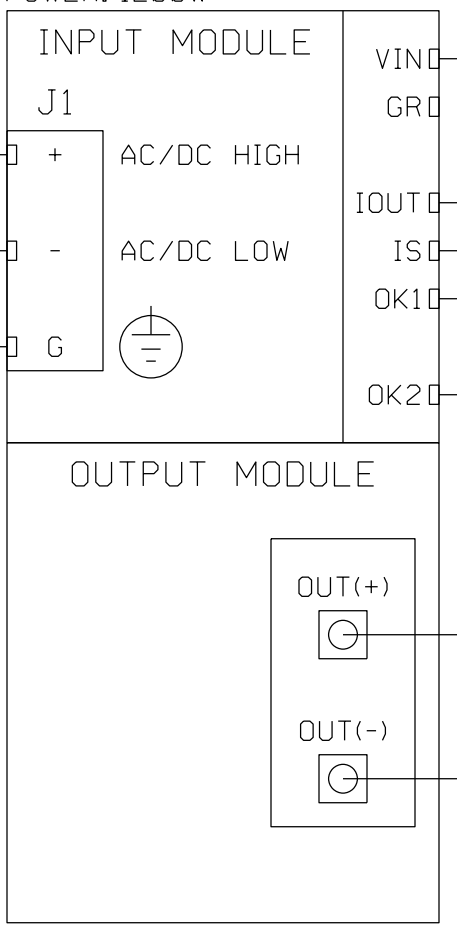 INPUT MODULE
J1
+ AC/DC HIGH
- AC/DC LOW
G
VIN
GR
IOUT
IS
OK1
OK2
OUTPUT MODULE
OUT(+)
OUT(-)